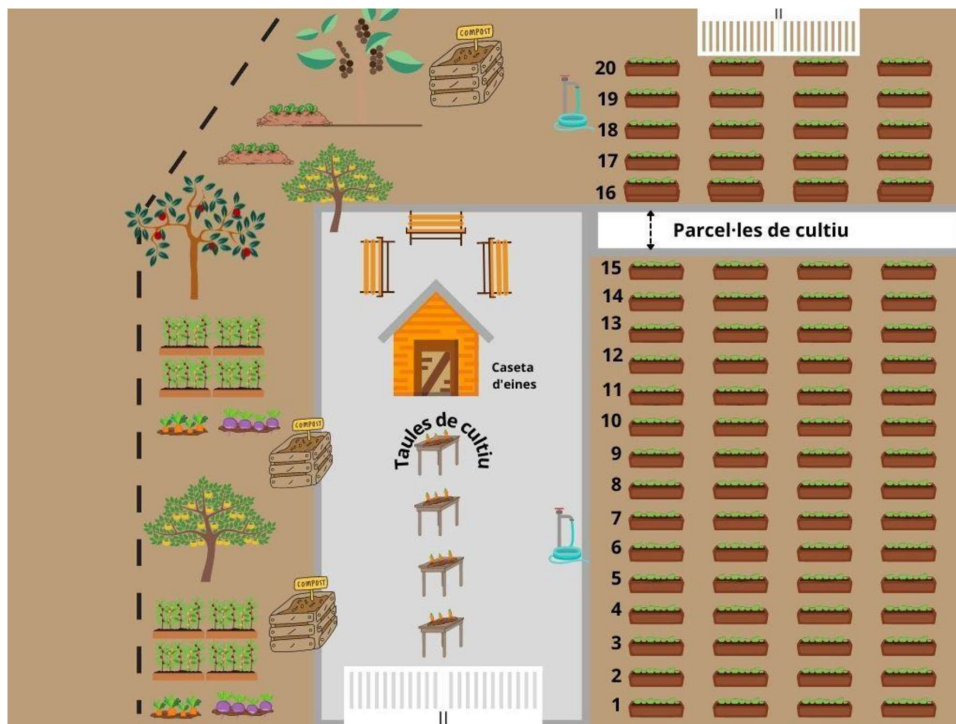 COMPOST
20
19
18
17
16
Parcel·les de cultiu
15
14
13
12
11
10
9
8
7
6
5
4
3
2
1
Caseta
d'eines
Taules de cultiu
COMPOST
COMPOST